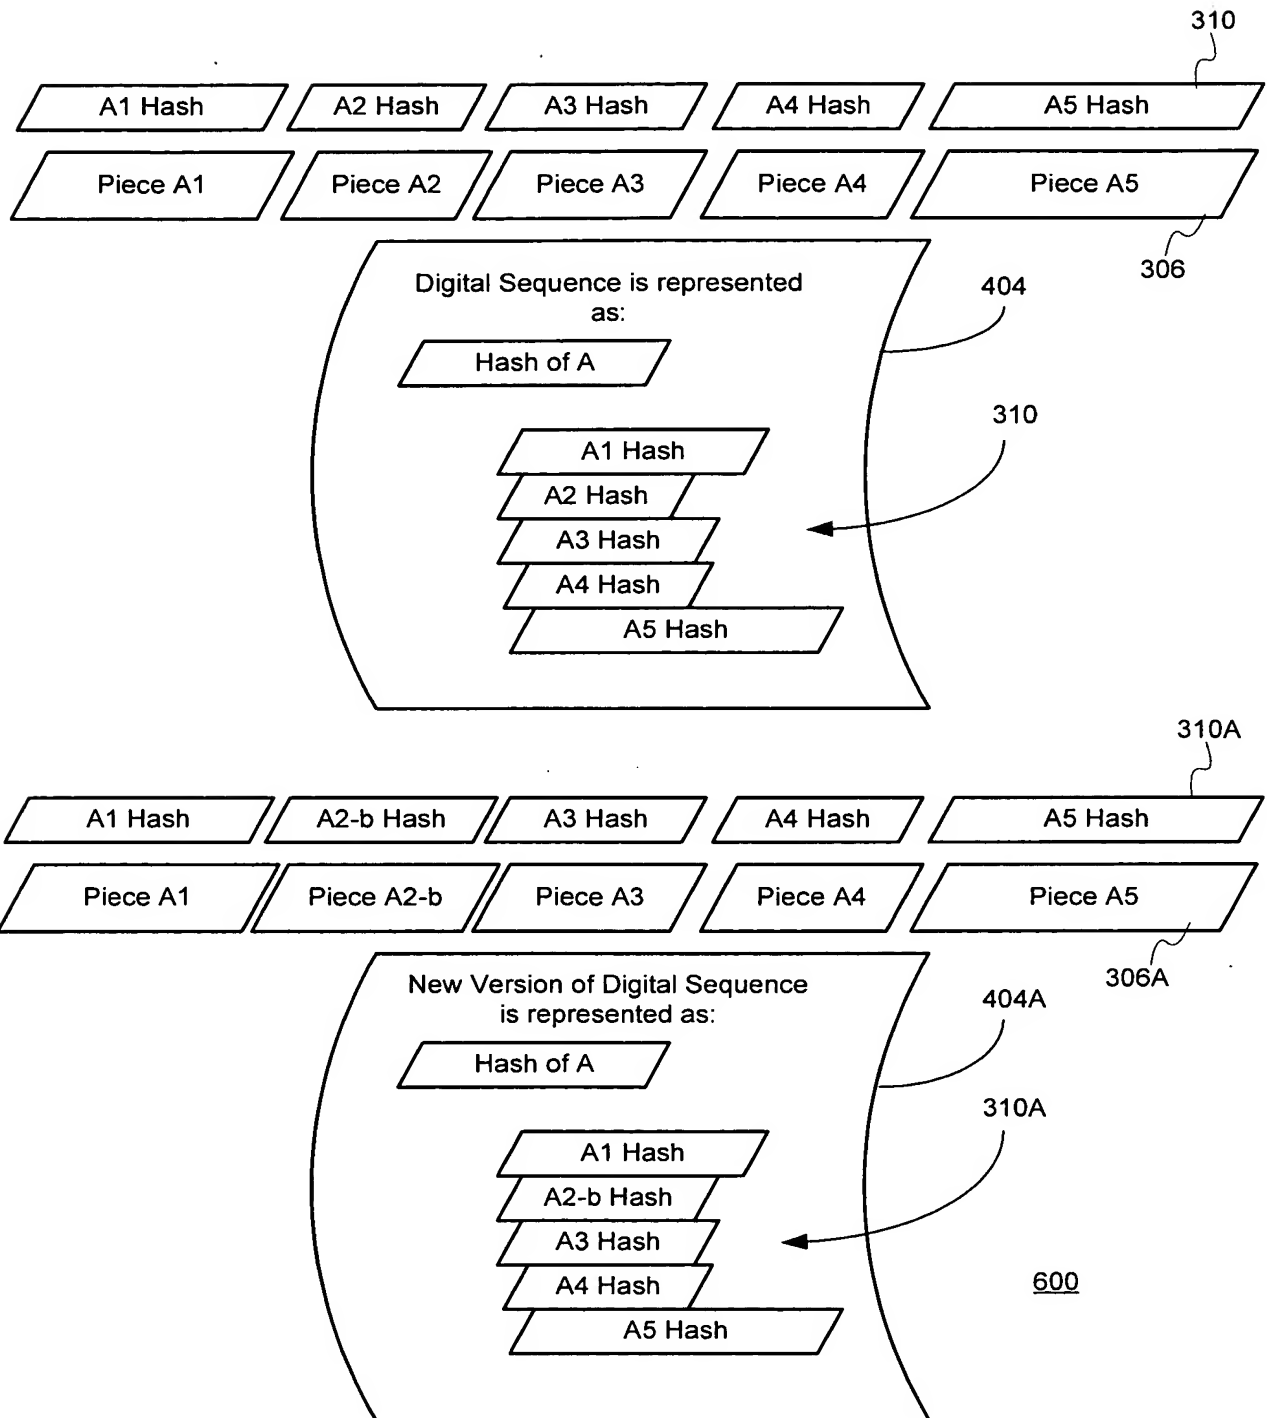 310
A1 Hash A2 Hash A3 Hash A4 Hash A5 Hash
Piece A1 Piece A2 Piece A3 Piece A4 Piece A5
306
Digital Sequence is represented
as:
404
Hash of A
310
A1 Hash
A2 Hash
A3 Hash
A4 Hash
A5 Hash
310A
A1 Hash A2-b Hash A3 Hash A4 Hash A5 Hash
Piece A1 Piece A2-b Piece A3 Piece A4 Piece A5
306A
New Version of Digital Sequence
is represented as:
404A
Hash of A
310A
A1 Hash
A2-b Hash
A3 Hash
A4 Hash
600
A5 Hash